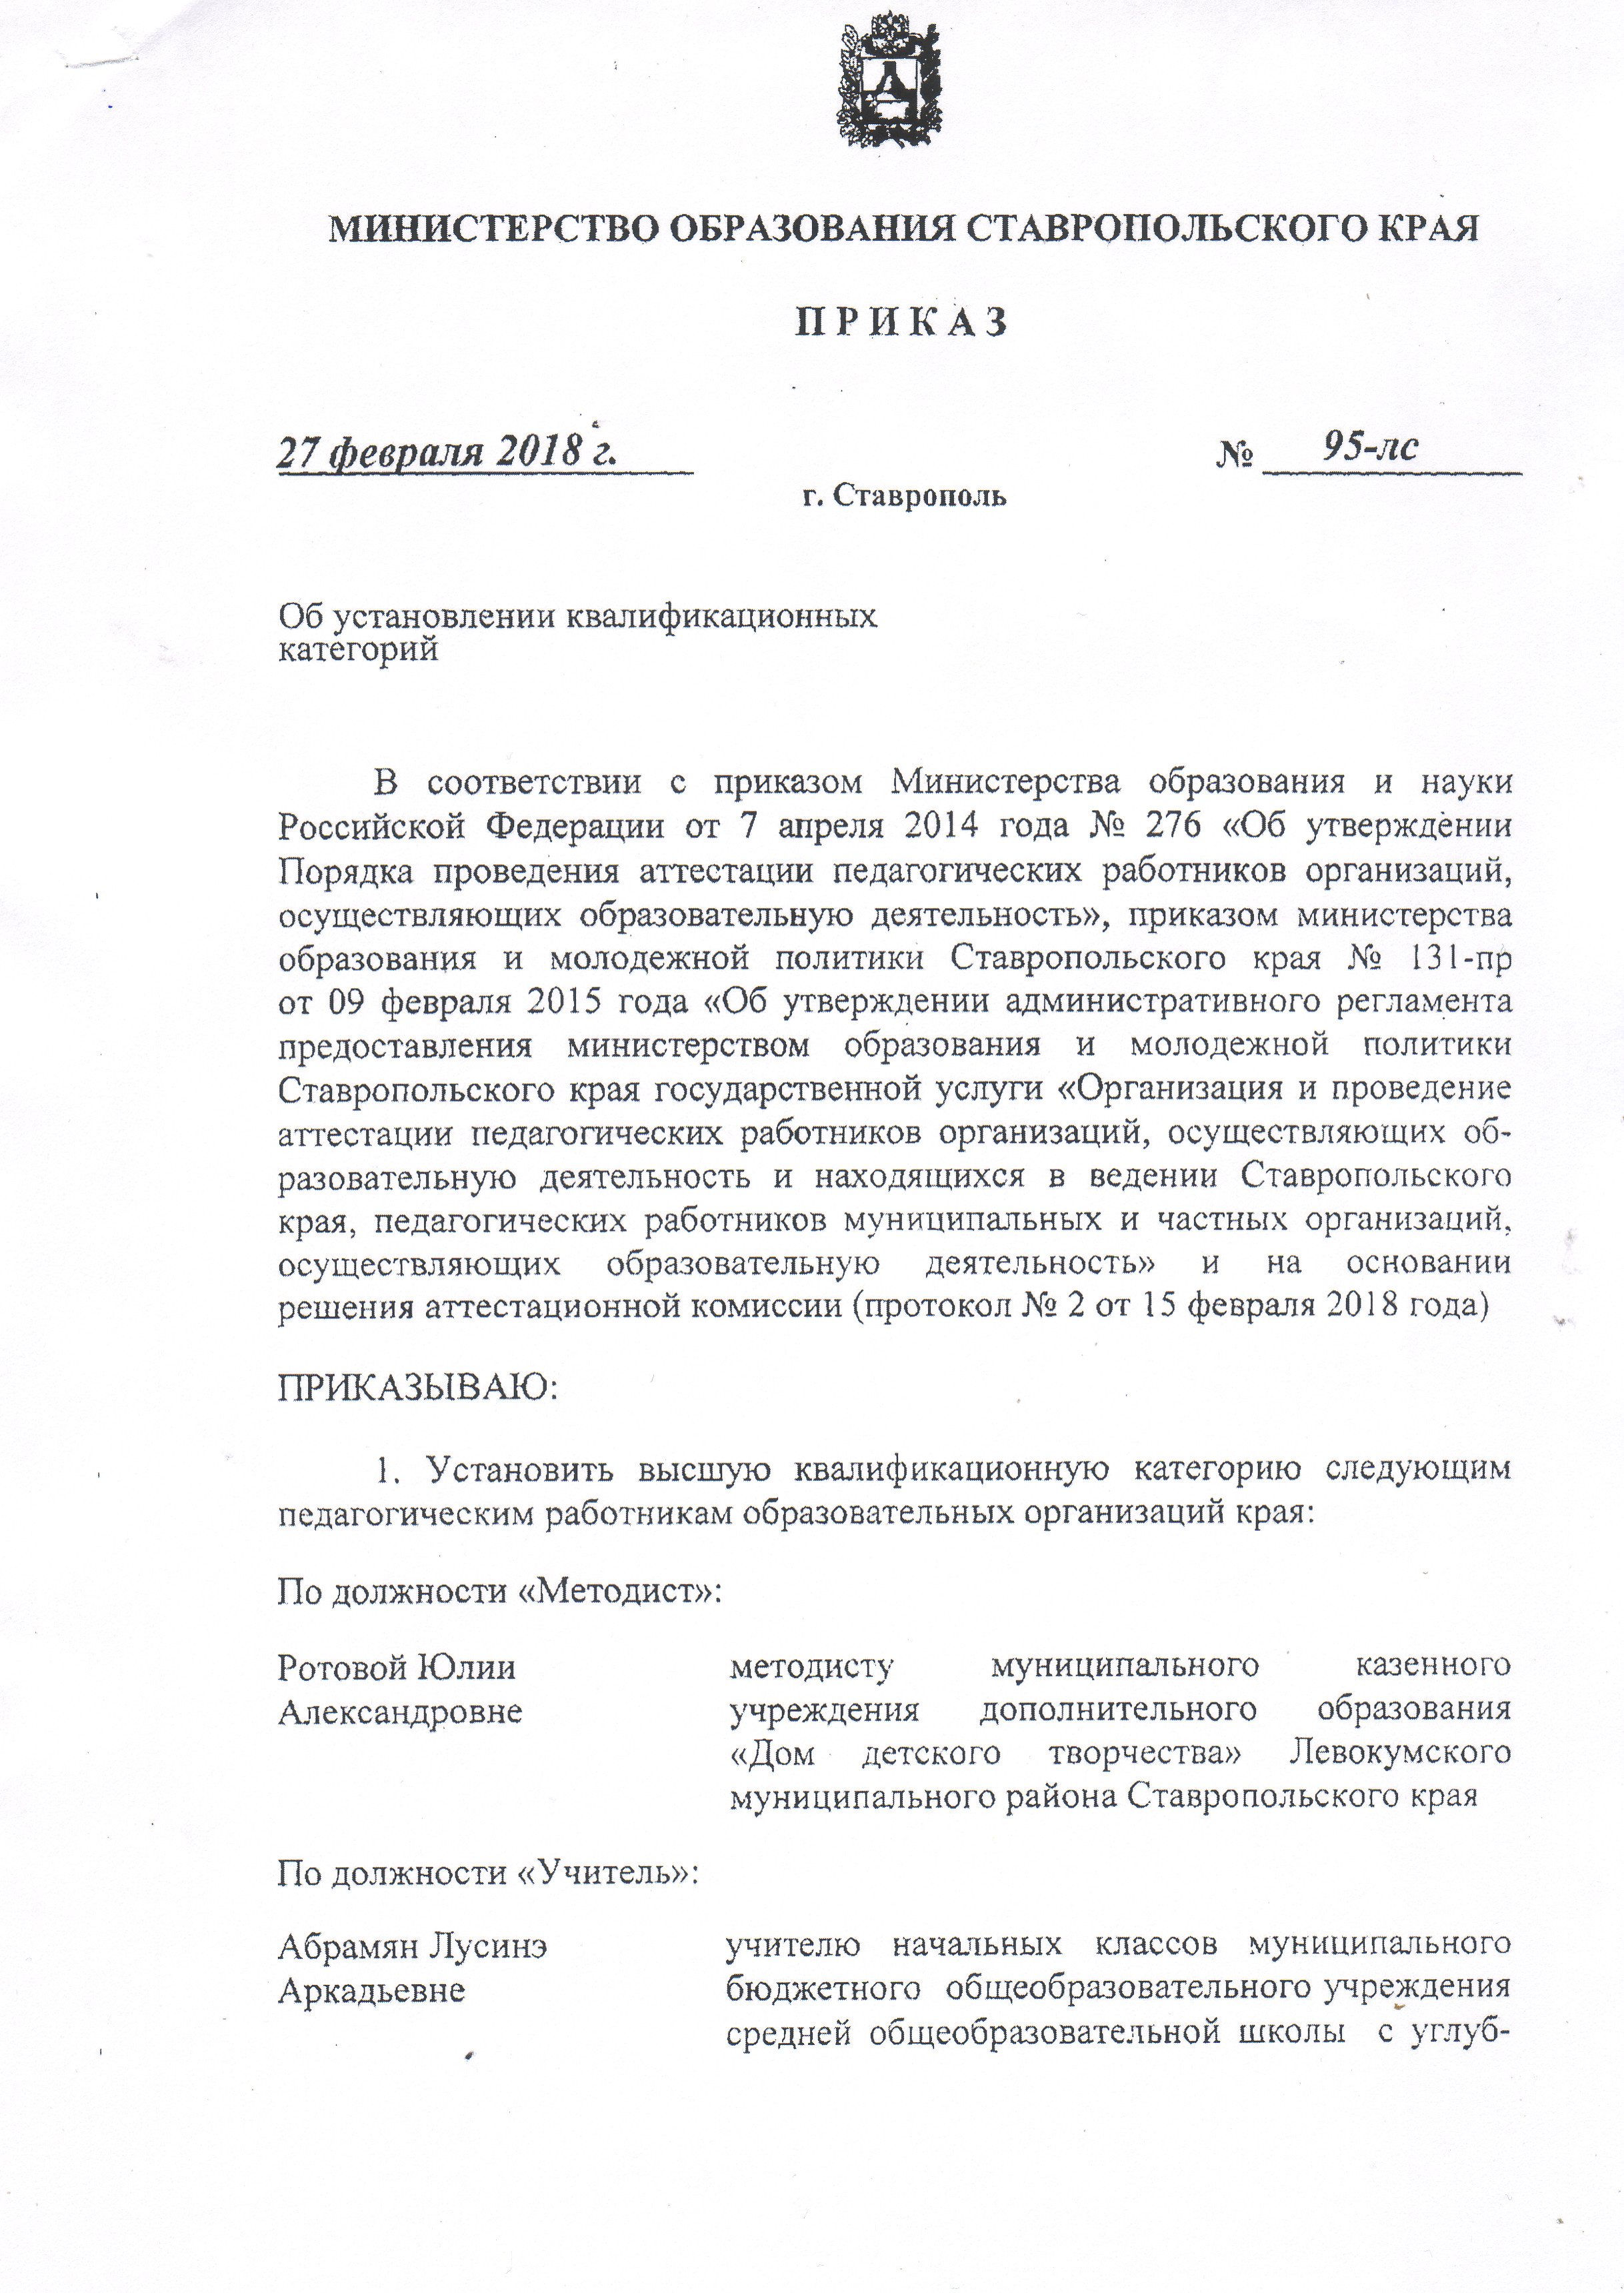 МИНИСТЕРСТВО ОБРАЗОВАНИЯ СТАВРОПОЛЬСКОГО КРАЯ
П Р И К А З
27 февраля 2018 г.
№ 95-лс
г. Ставрополь
Об установлении квалификационных
категорий
В соответствии с приказом Министерства образования и науки
Российской Федерации от 7 апреля 2014 года № 276 «Об утверждении
Порядка проведения аттестации педагогических работников организаций,
осуществляющих образовательную деятельность», приказом министерства
образования и молодежной политики Ставропольского края № 131-пр
от 09 февраля 2015 года «Об утверждении административного регламента
предоставления министерством образования и молодежной политики
Ставропольского края государственной услуги «Организация и проведение
аттестации педагогических работников организаций, осуществляющих об-
разовательную деятельность и находящихся в ведении Ставропольского
края, педагогических работников муниципальных и частных организаций,
осуществляющих образовательную деятельность» и на основании
решения аттестационной комиссии (протокол № 2 от 15 февраля 2018 года)
ПРИКАЗЫВАЮ:
1. Установить высшую квалификационную категорию следующим
педагогическим работникам образовательных организаций края:
По должности «Методист»:
Ротовой Юлии
Александровне
методисту муниципального казенного
учреждения дополнительного образования
«Дом детского творчества» Левокумского
муниципального района Ставропольского края
По должности «Учитель»:
Абрамян Лусинэ
Аркадьевне
учителю начальных классов муниципального
бюджетного общеобразовательного учреждения
средней общеобразовательной школы с углуб-